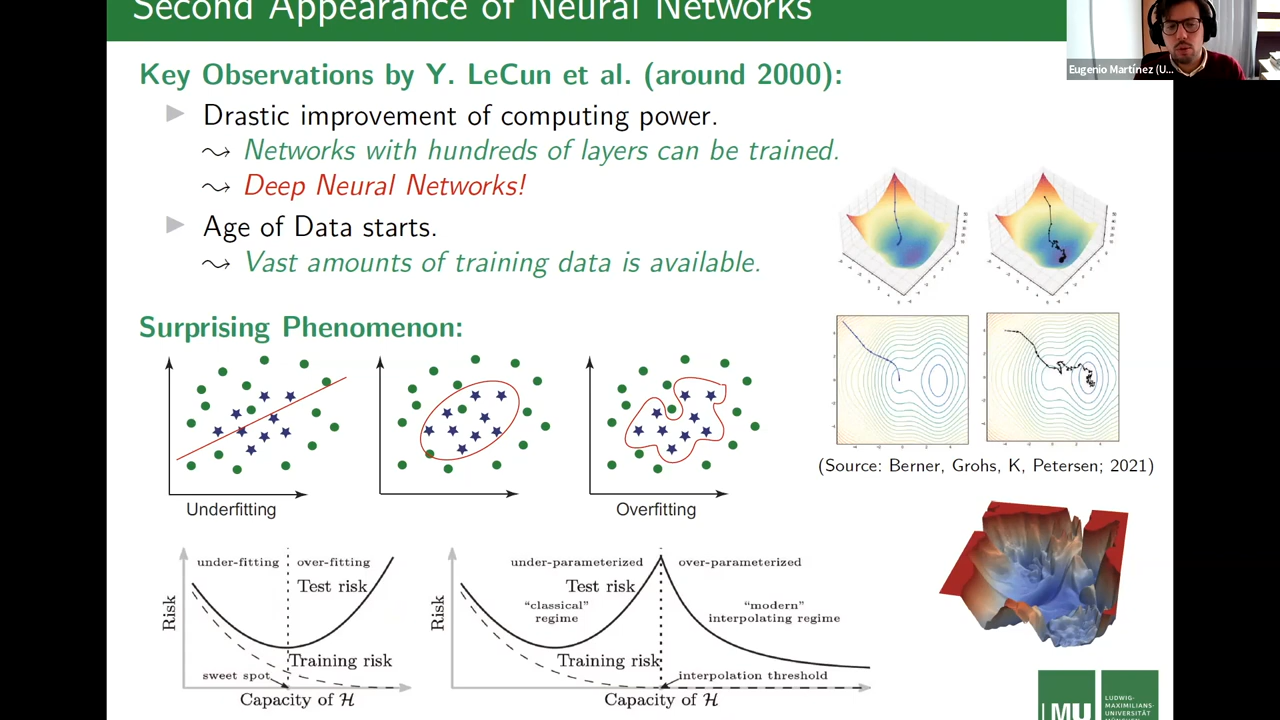 Second Appearance of Neural Networks
Eugenio Martínez (U...
Key Observations by Y. LeCun et al. (around 2000):
Drastic improvement of computing power.
Networks with hundreds of layers can be trained.
Deep Neural Networks!
Age of Data starts.
Vast amounts of training data is available.
Surprising Phenomenon:
Underfitting
Overfitting
(Source: Berner, Grohs, K, Petersen; 2021)
under-fitting
over-fitting
Test risk
Risk
Training risk
sweet spot
Capacity of ℋ
under-parameterized
over-parameterized
Test risk
"classical"
regime
"modern"
interpolating regime
Risk
Training risk
interpolation threshold
Capacity of ℋ
LMU
LUDWIG-
MAXIMILIANS-
UNIVERSITÄT